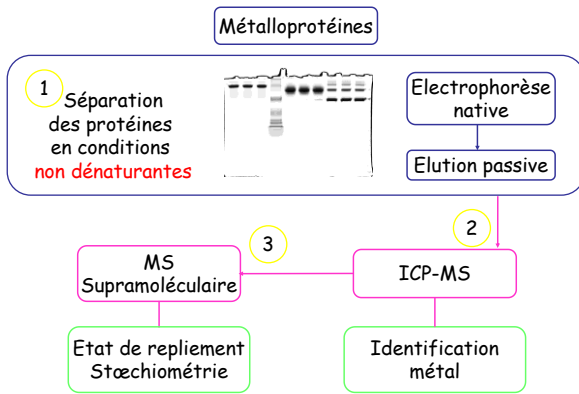 Métalloprotéines
1
Séparation
des protéines
en conditions
non dénaturantes
Electrophorèse
native
Elution passive
2
3
MS
Supramoléculaire
ICP-MS
Etat de repliement
Stœchiométrie
Identification
métal